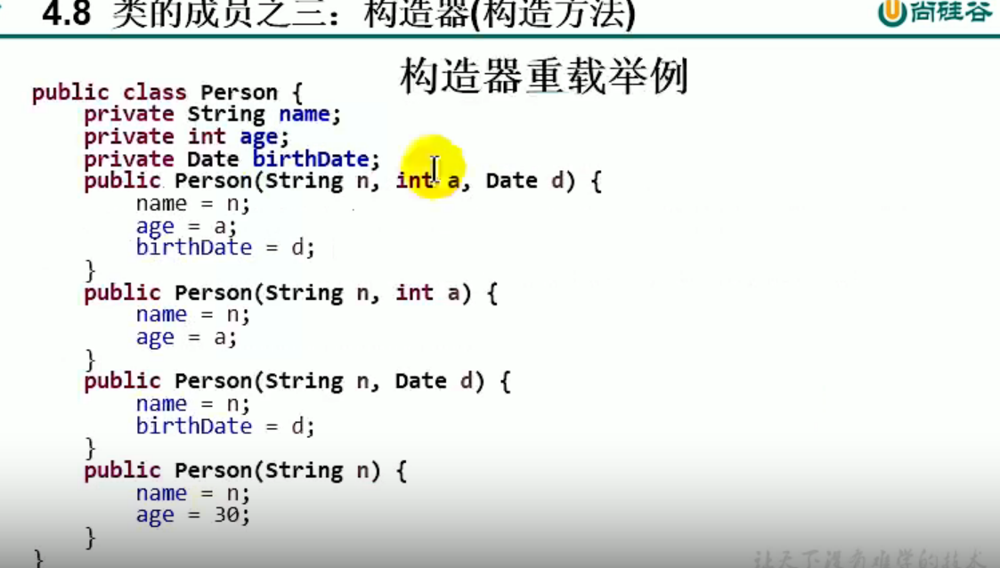 4.8 类的成员之三：构造器(构造方法)
尚硅谷
构造器重载举例
public class Person {
private String name;
private int age;
private Date birthDate;
public Person(String n, int a, Date d) {
name = n;
age = a;
birthDate = d;
}
public Person(String n, int a) {
name = n;
age = a;
}
public Person(String n, Date d) {
name = n;
birthDate = d;
}
public Person(String n) {
name = n;
age = 30;
}
}
让天下没有难学的技术